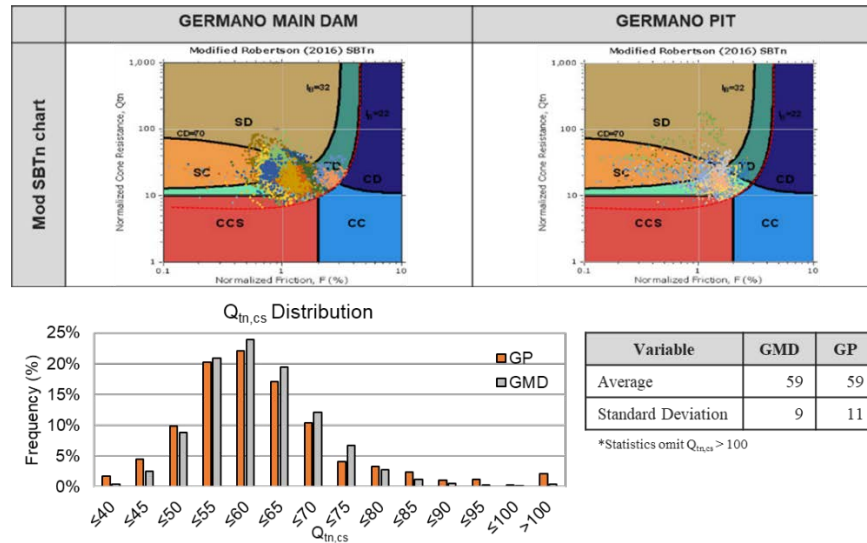 GERMANO MAIN DAM
GERMANO PIT
Mod SBTn chart
Modified Robertson (2016) SBTn
Normalized Cone Resistance, Qtn
1,000
100
10
1
0.1
1
10
Normalized Friction, F (%)
SD
CD=70
SC
CCS
CC
CD
TD
I_B=32
I_B=22
Modified Robertson (2016) SBTn
Normalized Cone Resistance, Qtn
1,000
100
10
1
0.1
1
10
Normalized Friction, F (%)
SD
CD=70
SC
CCS
CC
CD
TD
I_B=32
I_B=22
Qtn,cs Distribution
Frequency (%)
25%
20%
15%
10%
5%
0%
GP
GMD
≤40
≤45
≤50
≤55
≤60
≤65
≤70
≤75
≤80
≤85
≤90
≤95
≤100
>100
Qtn,cs
Variable GMD GP
Average 59 59
Standard Deviation 9 11
*Statistics omit Qtn,cs > 100